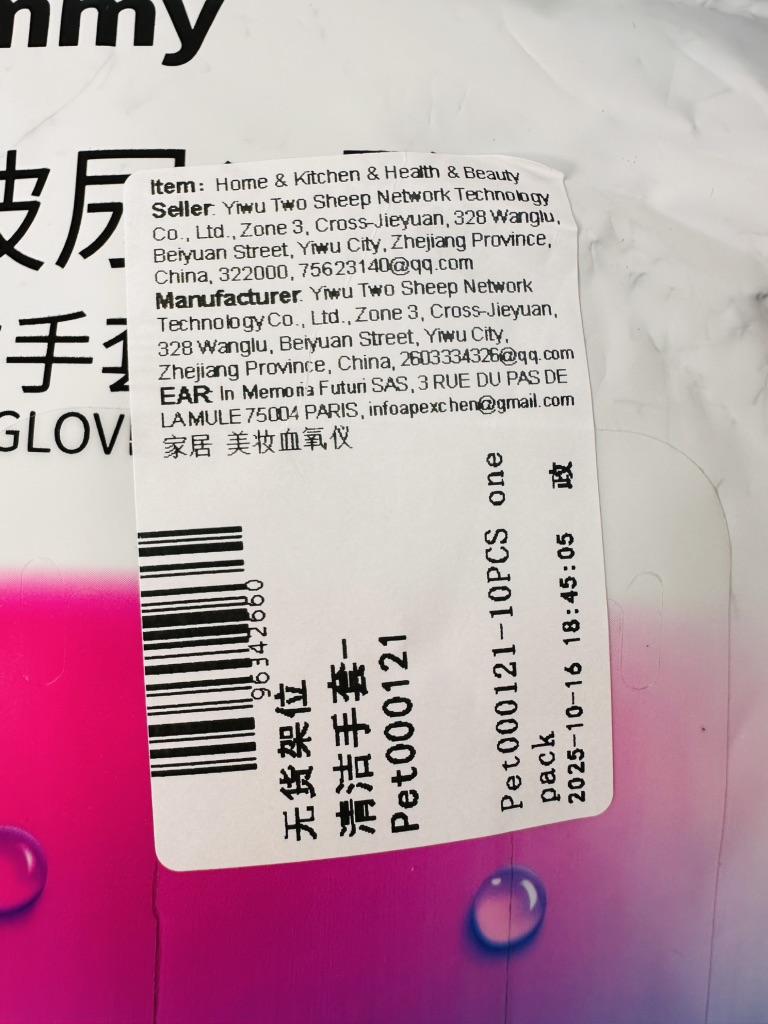 mmy
手
GLOV
Item: Home & Kitchen & Health & Beauty
Seller: Yiwu Two Sheep Network Technology
Co., Ltd., Zone 3, Cross-Jieyuan, 328 Wanglu,
Beiyuan Street, Yiwu City, Zhejiang Province,
China, 322000, 75623140@qq.com
Manufacturer: Yiwu Two Sheep Network
Technology Co., Ltd., Zone 3, Cross-Jieyuan,
328 Wanglu, Beiyuan Street, Yiwu City,
Zhejiang Province, China, 2603334326@qq.com
EAR: In Memoria Futuri SAS, 3 RUE DU PAS DE
LA MULE 75004 PARIS, infoapexchen@gmail.com
家居 美妆血氧仪
96342660
无货架位
清洁手套-
Pet000121
Pet000121-10PCS one
pack
2025-10-16 18:45:05 政